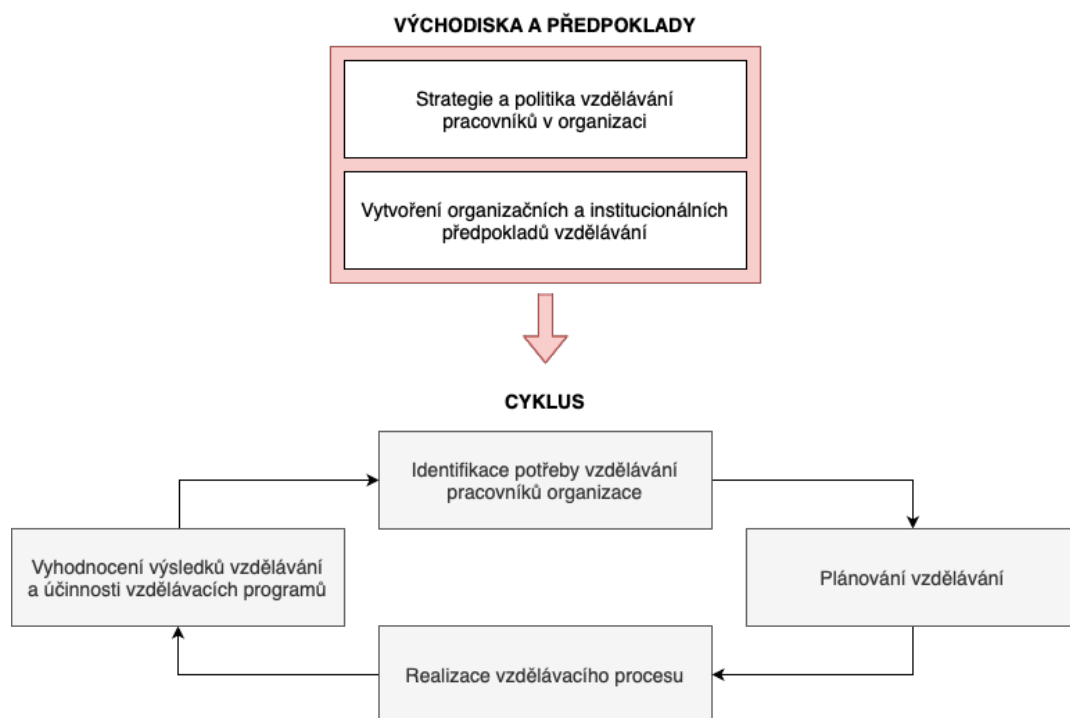 VÝCHODISKA A PŘEDPOKLADY
Strategie a politika vzdělávání
pracovníků v organizaci
Vytvoření organizačních a institucionálních
předpokladů vzdělávání
CYKLUS
Identifikace potřeby vzdělávání
pracovníků organizace
Vyhodnocení výsledků vzdělávání
a účinnosti vzdělávacích programů
Plánování vzdělávání
Realizace vzdělávacího procesu